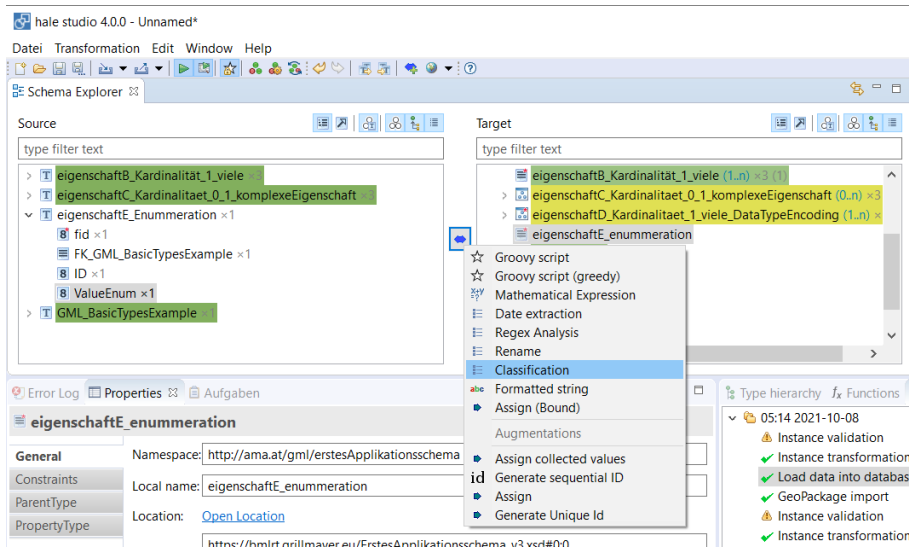 hale studio 4.0.0 - Unnamed*
Datei Transformation Edit Window Help
Schema Explorer
Source
type filter text
T eigenschaftB_Kardinalität_1_viele ×3
T eigenschaftC_Kardinalitaet_0_1_komplexeEigenschaft ×3
T eigenschaftE_Enummeration ×1
8 fid ×1
FK_GML_BasicTypesExample ×1
8 ID ×1
8 ValueEnum ×1
T GML_BasicTypesExample ×1
Target
type filter text
eigenschaftB_Kardinalität_1_viele (1..n) ×3 (1)
eigenschaftC_Kardinalitaet_0_1_komplexeEigenschaft (0..n) ×3
eigenschaftD_Kardinalitaet_1_viele_DataTypeEncoding (1..n) ×
eigenschaftE_enummeration
Groovy script
Groovy script (greedy)
Mathematical Expression
Date extraction
Regex Analysis
Rename
Classification
abc Formatted string
Assign (Bound)
Augmentations
Assign collected values
id Generate sequential ID
Assign
Generate Unique Id
Error Log Properties Aufgaben
eigenschaftE_enummeration
General
Constraints
ParentType
PropertyType
Namespace: http://ama.at/gml/erstesApplikationsschema
Local name: eigenschaftE_enummeration
Location: Open Location
https://bmlrt.grillmayer.eu/ErstesApplikationsschema_v3.xsd#0:0
Type hierarchy fx Functions
05:14 2021-10-08
Instance validation
Instance transformation
Load data into databas
GeoPackage import
Instance validation
Instance transformation